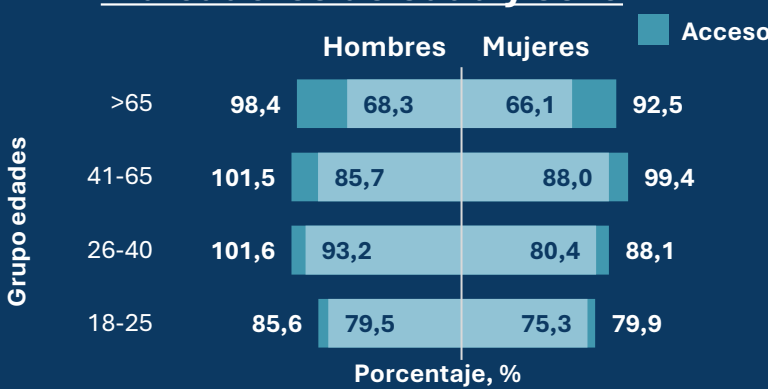 Acceso
Hombres Mujeres
>65 98,4 68,3 66,1 92,5
41-65 101,5 85,7 88,0 99,4
26-40 101,6 93,2 80,4 88,1
18-25 85,6 79,5 75,3 79,9
Grupo edades
Porcentaje, %